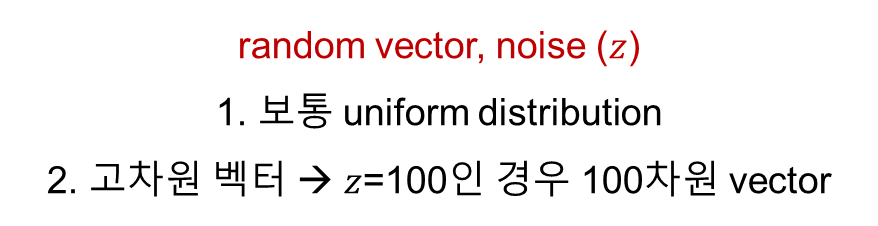 random vector, noise (z)
1. 보통 uniform distribution
2. 고차원 벡터 → z=100인 경우 100차원 vector